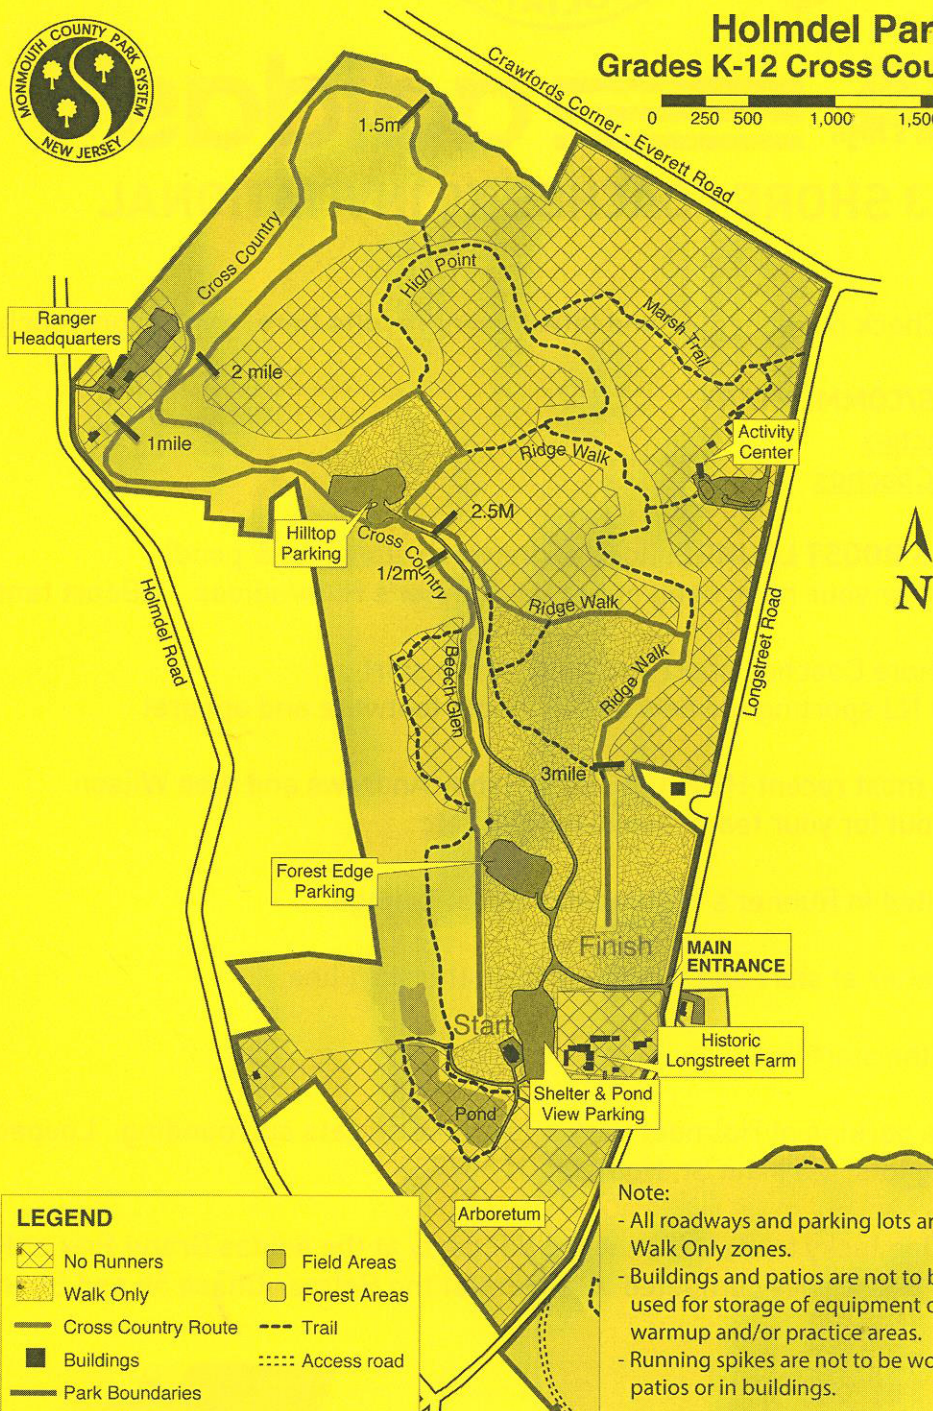 MONMOUTH COUNTY PARK SYSTEM
NEW JERSEY
Holmdel Par
Grades K-12 Cross Cou
0 250 500 1,000 1,500
Crawfords Corner - Everett Road
1.5m
Cross Country
High Point
Marsh Trail
Ranger
Headquarters
2 mile
1mile
Activity
Center
Ridge Walk
2.5M
Hilltop
Parking
Cross Country
1/2m
N
Holmdel Road
Ridge Walk
Beech Glen
Ridge Walk
Longstreet Road
3mile
Forest Edge
Parking
Finish
MAIN
ENTRANCE
Start
Historic
Longstreet Farm
Shelter & Pond
View Parking
Pond
Arboretum
LEGEND
No Runners
Field Areas
Walk Only
Forest Areas
Cross Country Route
Trail
Buildings
Access road
Park Boundaries
Note:
- All roadways and parking lots ar
Walk Only zones.
- Buildings and patios are not to b
used for storage of equipment o
warmup and/or practice areas.
- Running spikes are not to be wo
patios or in buildings.